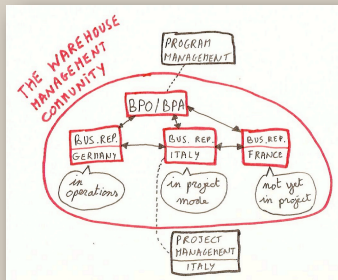 THE WAREHOUSE
MANAGEMENT
COMMUNITY
PROGRAM
MANAGEMENT
BPO/BPA
BUS.REP.
GERMANY
BUS. REP.
ITALY
BUS.REP.
FRANCE
in
operations
in project
mode
not yet
in project
PROJECT
MANAGEMENT
ITALY